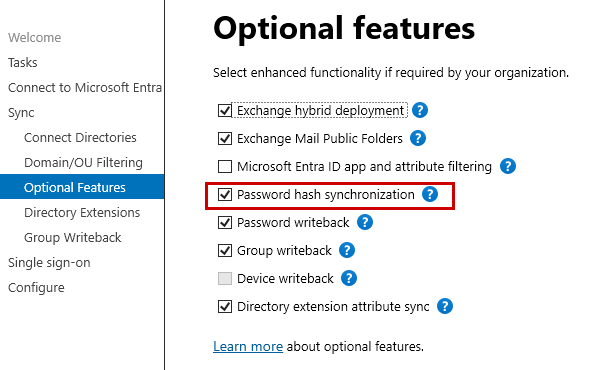 Welcome
Tasks
Connect to Microsoft Entra
Sync
Connect Directories
Domain/OU Filtering
Optional Features
Directory Extensions
Group Writeback
Single sign-on
Configure
Optional features
Select enhanced functionality if required by your organization.
Exchange hybrid deployment ?
Exchange Mail Public Folders ?
Microsoft Entra ID app and attribute filtering ?
Password hash synchronization ?
Password writeback ?
Group writeback ?
Device writeback ?
Directory extension attribute sync ?
Learn more about optional features.